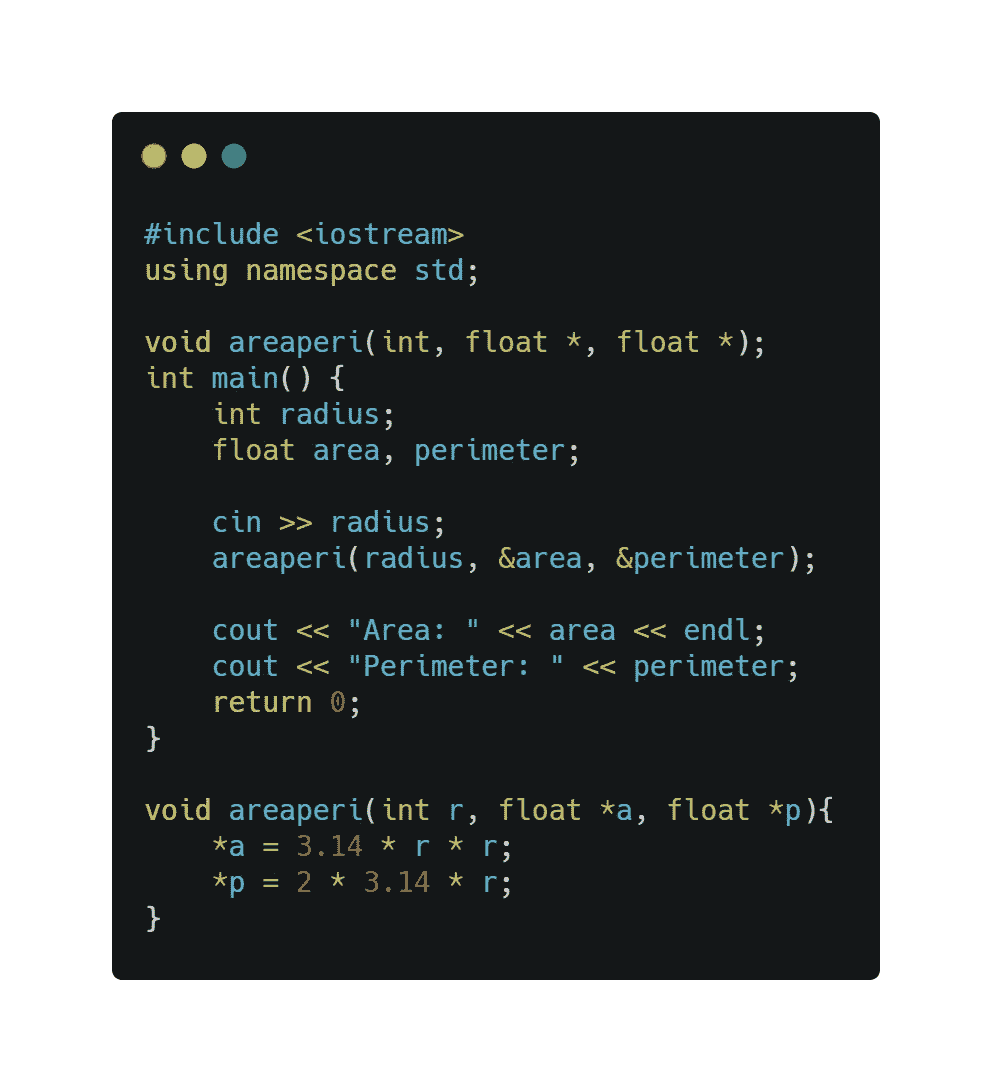 #include <iostream>
using namespace std;

void areaperi(int, float *, float *);
int main() {
    int radius;
    float area, perimeter;

    cin >> radius;
    areaperi(radius, &area, &perimeter);

    cout << "Area: " << area << endl;
    cout << "Perimeter: " << perimeter;
    return 0;
}

void areaperi(int r, float *a, float *p){
    *a = 3.14 * r * r;
    *p = 2 * 3.14 * r;
}